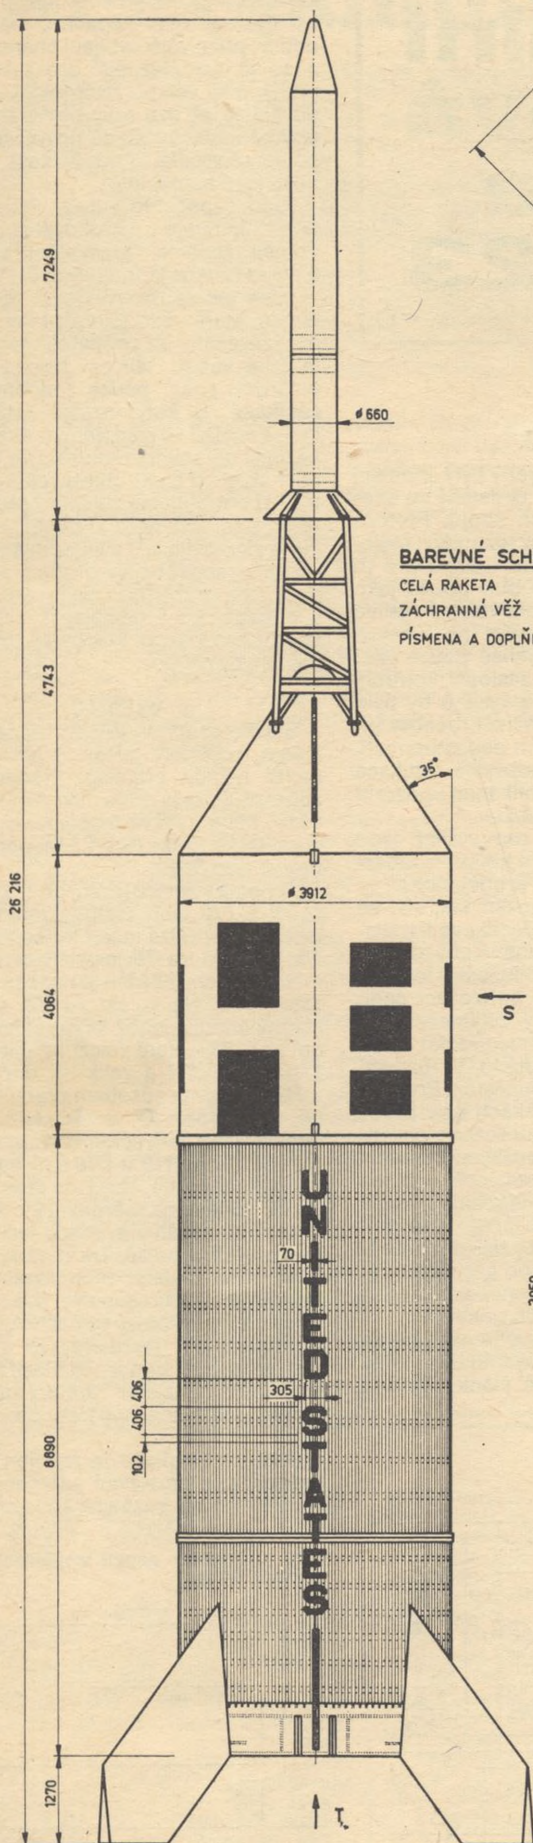 7249
ø 660
BAREVNÉ SCH
CELÁ RAKETA
ZÁCHRANNÁ VĚŽ
PÍSMENA A DOPLŇ
4743
35°
26 216
ø 3912
4064
S
UNITED STATES
70
406
305
406
102
8890
1270
T